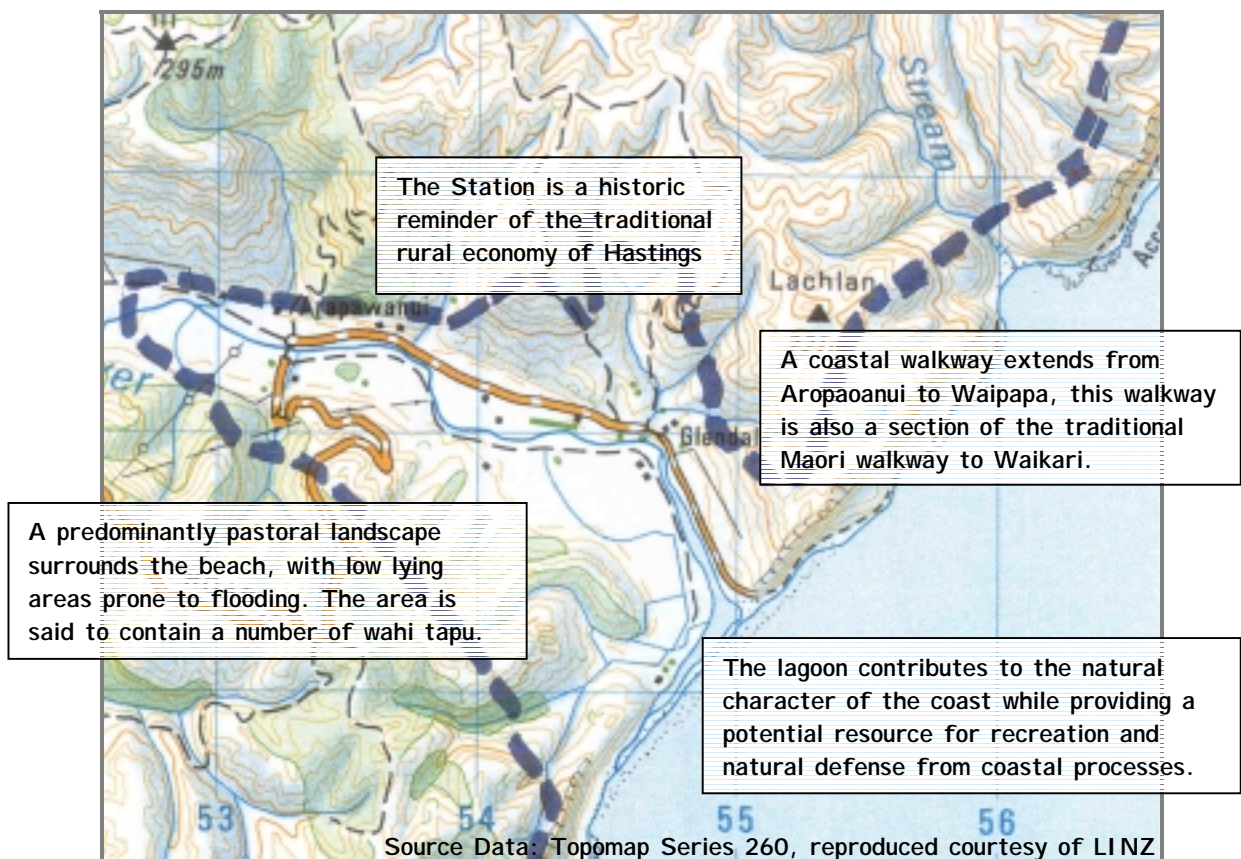 295m
Stream
The Station is a historic
reminder of the traditional
rural economy of Hastings
Lachlan
Arapawanui
A coastal walkway extends from
Aropaoanui to Waipapa, this walkway
is also a section of the traditional
Maori walkway to Waikari.
Glendal
A predominantly pastoral landscape
surrounds the beach, with low lying
areas prone to flooding. The area is
said to contain a number of wahi tapu.
The lagoon contributes to the natural
character of the coast while providing a
potential resource for recreation and
natural defense from coastal processes.
53
54
55
56
Source Data: Topomap Series 260, reproduced courtesy of LINZ